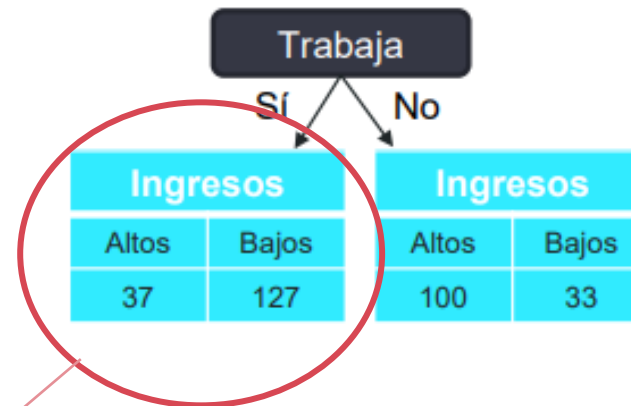 Trabaja
Sí No
Ingresos Ingresos
Altos Bajos Altos Bajos
37 127 100 33